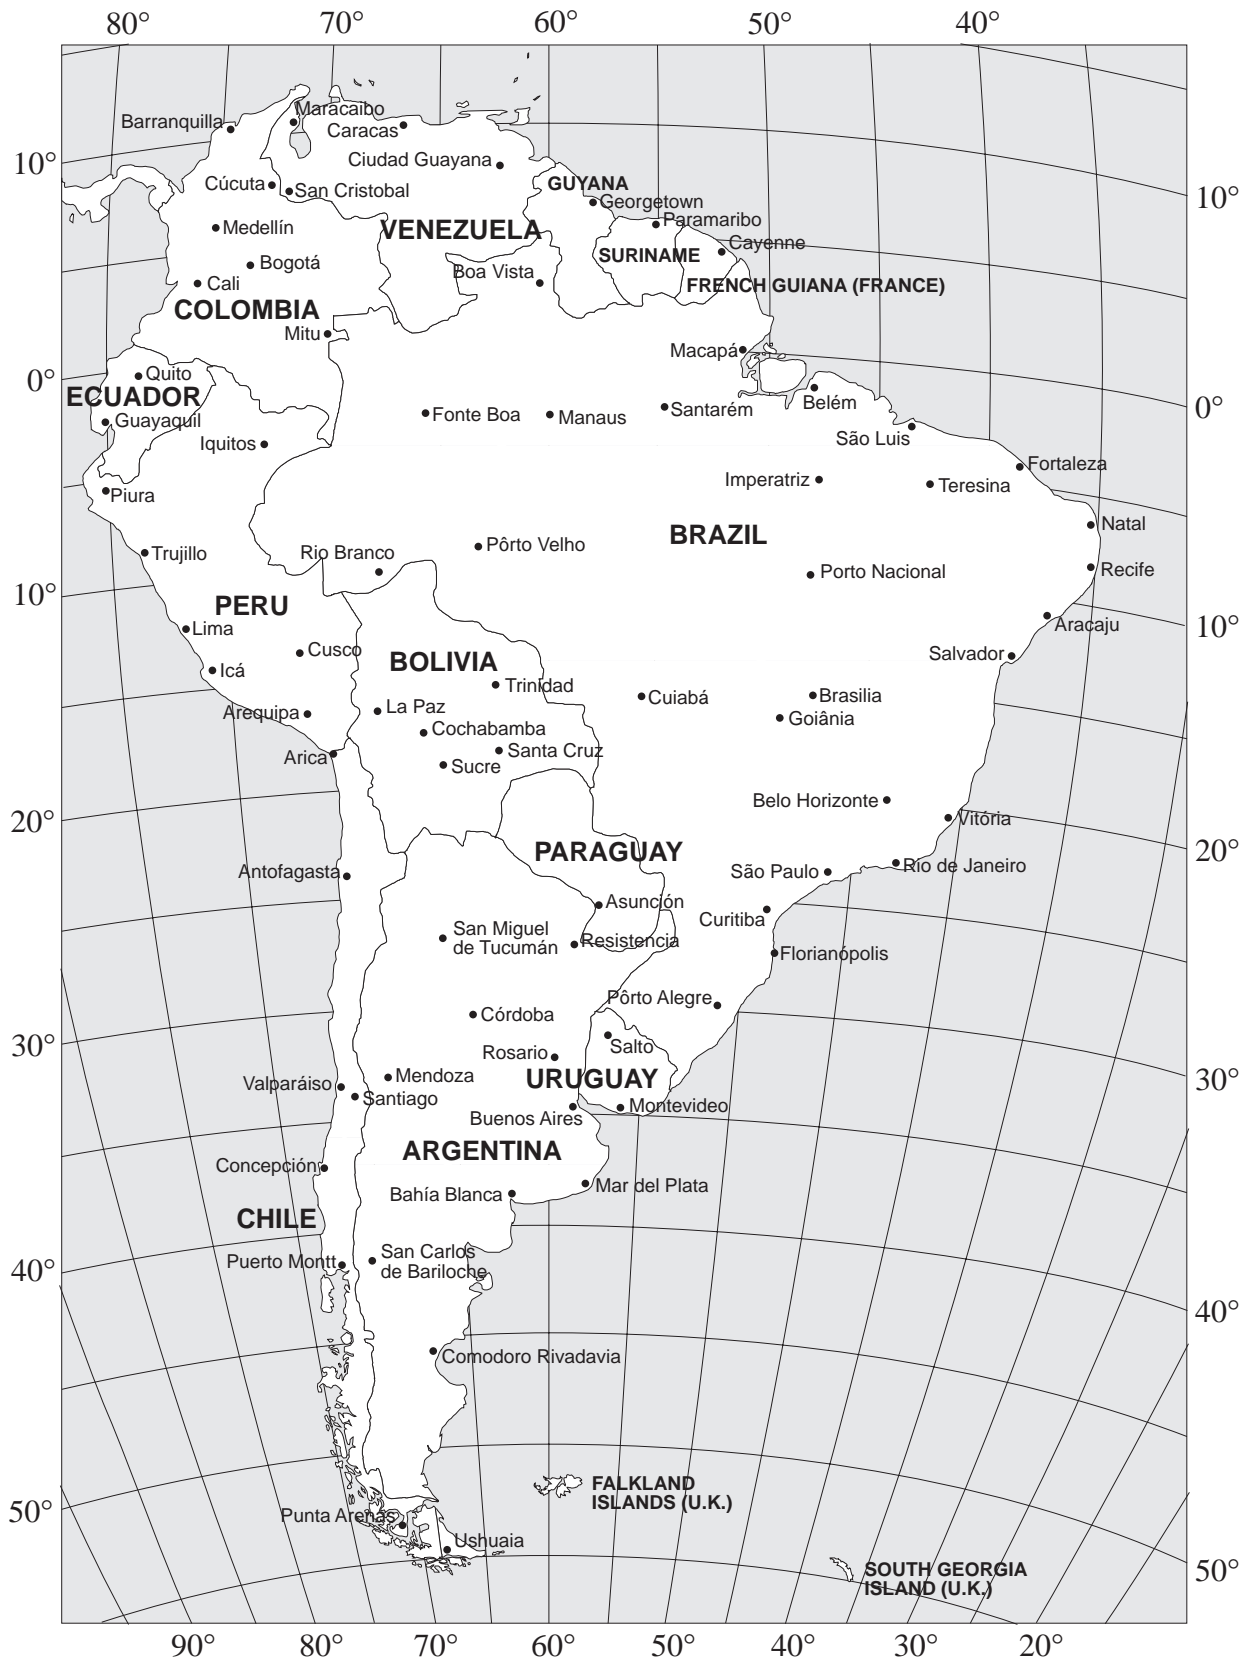 80° 70° 60° 50° 40°
Maracaibo
Barranquilla
Caracas
Ciudad Guayana
10°
Cúcuta
San Cristobal
GUYANA
10°
Georgetown
Medellín
VENEZUELA
Paramaribo
Cayenne
SURINAME
Bogotá
Boa Vista
Cali
FRENCH GUIANA (FRANCE)
COLOMBIA
Mitu
Macapá
0°
Quito
ECUADOR
Belém
0°
Guayaquil
Fonte Boa
Manaus
Santarém
Iquitos
São Luis
Fortaleza
Imperatriz
Teresina
Piura
Natal
BRAZIL
Trujillo
Rio Branco
Pôrto Velho
Porto Nacional
Recife
10°
PERU
Lima
Aracaju
10°
Cusco
BOLIVIA
Salvador
Icá
Trinidad
Cuiabá
Brasilia
Arequipa
La Paz
Goiânia
Cochabamba
Arica
Santa Cruz
Sucre
Belo Horizonte
20°
Vitória
PARAGUAY
20°
Antofagasta
São Paulo
Rio de Janeiro
Asunción
Curitiba
San Miguel
de Tucumán
Resistencia
Florianópolis
Pôrto Alegre
Córdoba
30°
Rosario
Salto
Mendoza
URUGUAY
30°
Valparáiso
Santiago
Buenos Aires
Montevideo
ARGENTINA
Concepción
Bahía Blanca
Mar del Plata
CHILE
Puerto Montt
San Carlos
de Bariloche
40°
40°
Comodoro Rivadavia
FALKLAND
ISLANDS (U.K.)
50°
Punta Arenas
Ushuaia
SOUTH GEORGIA
ISLAND (U.K.)
50°
90° 80° 70° 60° 50° 40° 30° 20°